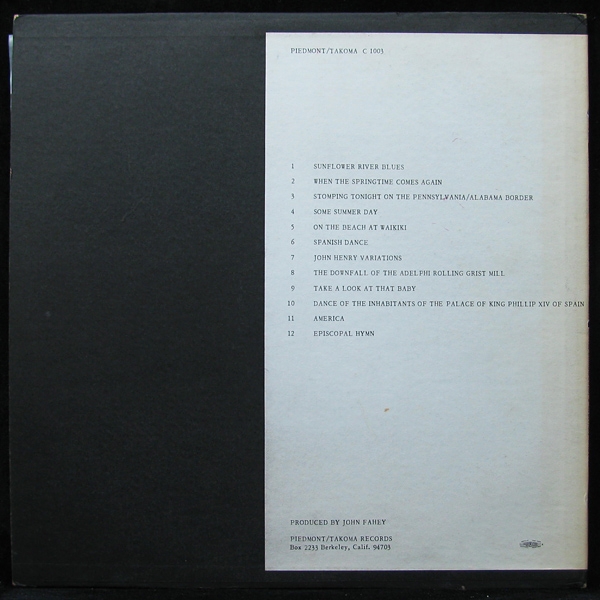 PIEDMONT/TAKOMA C 1003
1 SUNFLOWER RIVER BLUES
2 WHEN THE SPRINGTIME COMES AGAIN
3 STOMPING TONIGHT ON THE PENNSYLVANIA/ALABAMA BORDER
4 SOME SUMMER DAY
5 ON THE BEACH AT WAIKIKI
6 SPANISH DANCE
7 JOHN HENRY VARIATIONS
8 THE DOWNFALL OF THE ADELPHI ROLLING GRIST MILL
9 TAKE A LOOK AT THAT BABY
10 DANCE OF THE INHABITANTS OF THE PALACE OF KING PHILLIP XIV OF SPAIN
11 AMERICA
12 EPISCOPAL HYMN
PRODUCED BY JOHN FAHEY
PIEDMONT/TAKOMA RECORDS
Box 2233 Berkeley, Calif. 94703